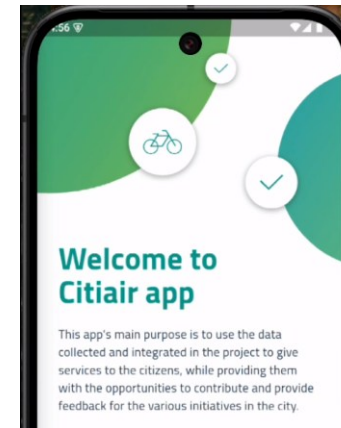 :56
Welcome to
Citiair app
This app's main purpose is to use the data
collected and integrated in the project to give
services to the citizens, while providing them
with the opportunities to contribute and provide
feedback for the various initiatives in the city.